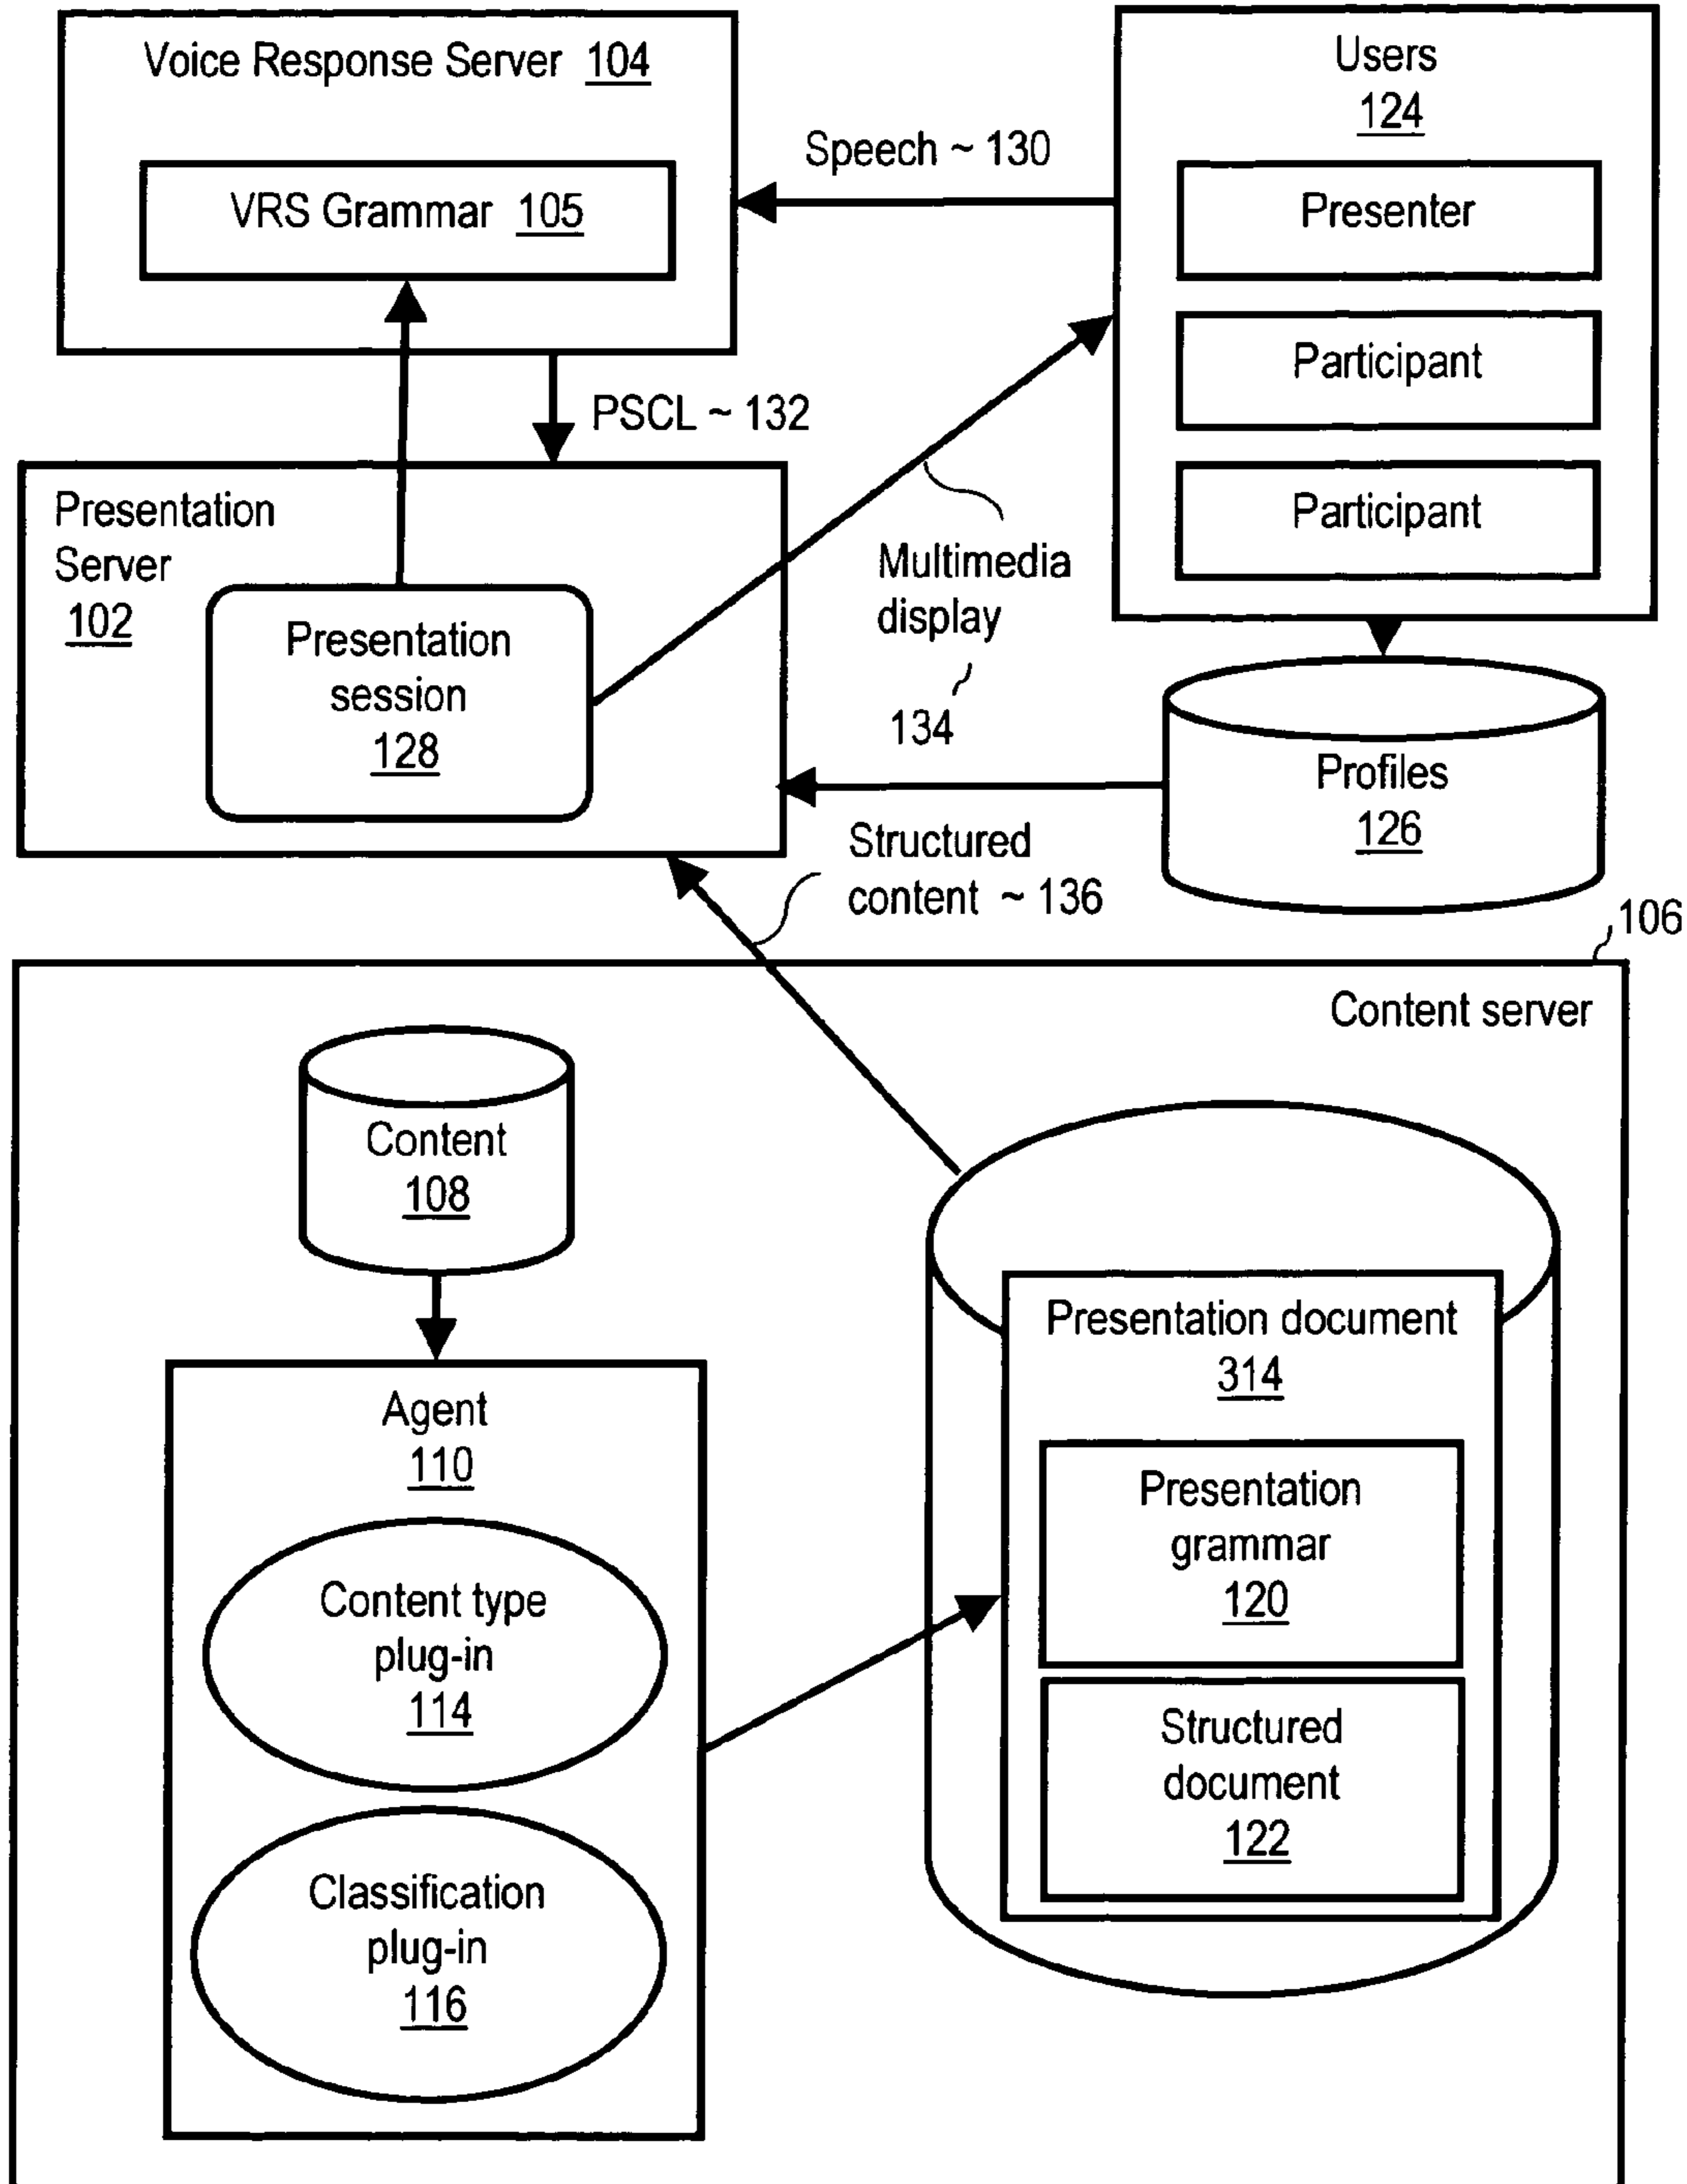 Voice Response Server 104
VRS Grammar 105
Speech ~ 130
Users
124
Presenter
Participant
Participant
PSCL ~ 132
Presentation
Server
102
Presentation
session
128
Multimedia
display
134
Profiles
126
Structured
content ~ 136
106
Content server
Content
108
Agent
110
Content type
plug-in
114
Classification
plug-in
116
Presentation document
314
Presentation
grammar
120
Structured
document
122